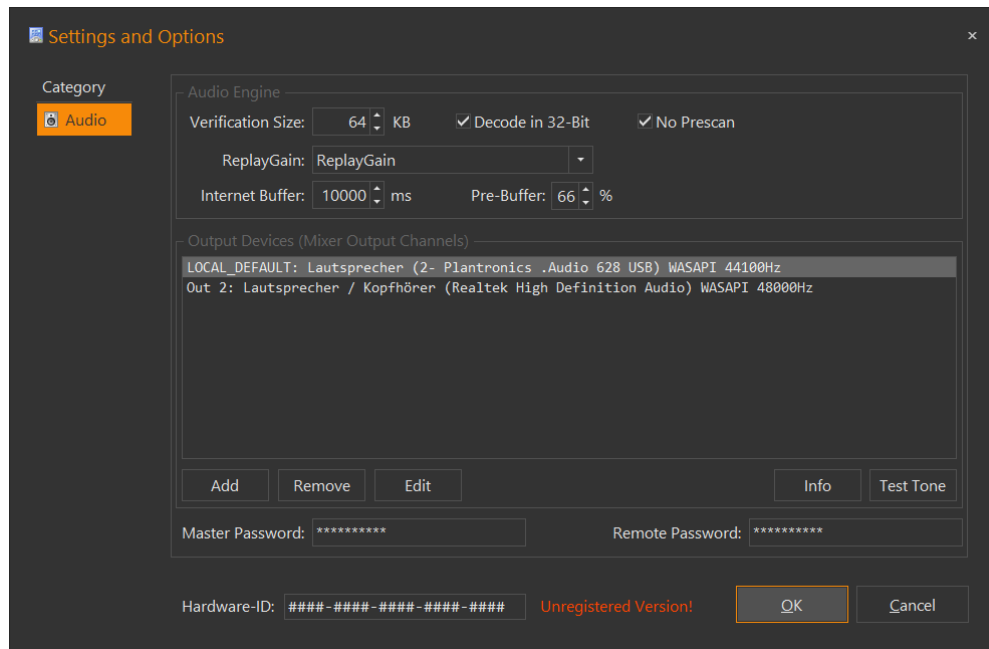 Settings and Options
Category
Audio
Audio Engine
Verification Size: 64 KB Decode in 32-Bit No Prescan
ReplayGain: ReplayGain
Internet Buffer: 10000 ms Pre-Buffer: 66 %
Output Devices (Mixer Output Channels)
LOCAL_DEFAULT: Lautsprecher (2- Plantronics .Audio 628 USB) WASAPI 44100Hz
Out 2: Lautsprecher / Kopfhörer (Realtek High Definition Audio) WASAPI 48000Hz
Add Remove Edit Info Test Tone
Master Password: ********** Remote Password: **********
Hardware-ID: ####-####-####-####-#### Unregistered Version! OK Cancel